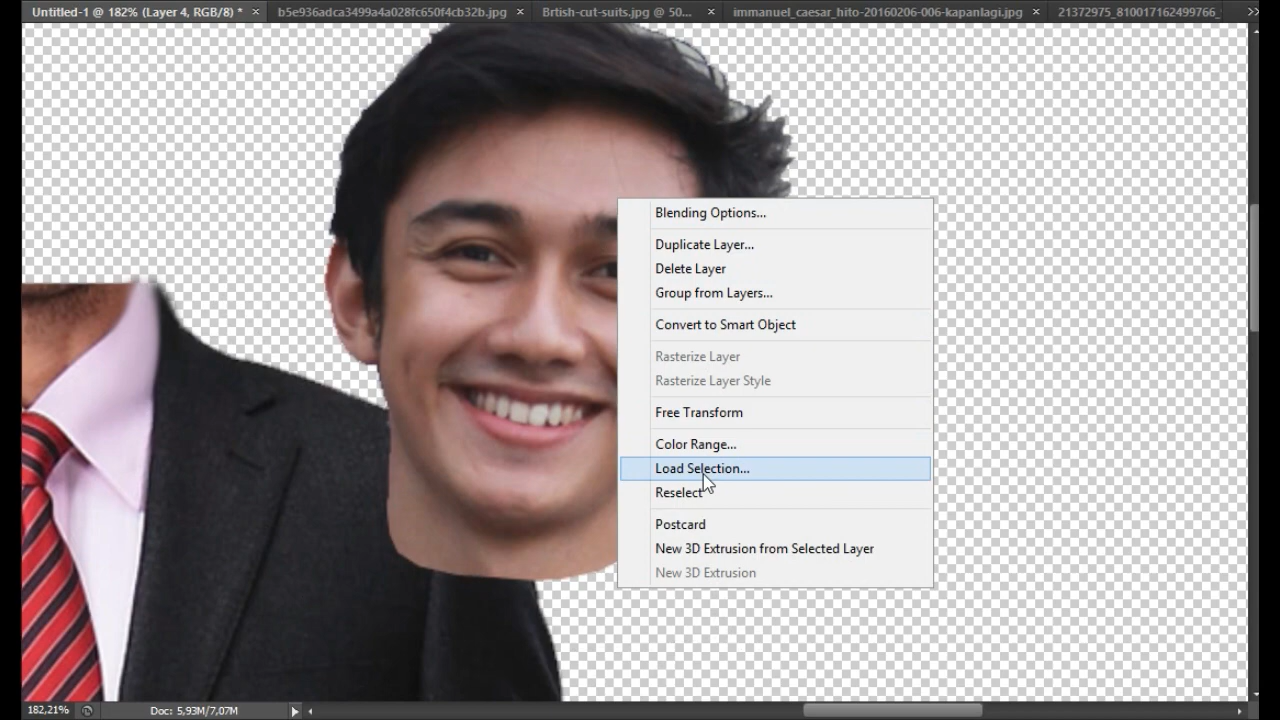 Untitled-1 @ 182% (Layer 4, RGB/8) * × b5e936adca3499a4a028fc650f4cb32b.jpg × Brtish-cut-suits.jpg @ 50... × immanuel_caesar_hito-20160206-006-kapanlagi.jpg × 21372975_810017162499766_
Blending Options...
Duplicate Layer...
Delete Layer
Group from Layers...
Convert to Smart Object
Rasterize Layer
Rasterize Layer Style
Free Transform
Color Range...
Load Selection...
Reselect
Postcard
New 3D Extrusion from Selected Layer
New 3D Extrusion
182,21% Doc: 5,93M/7,07M